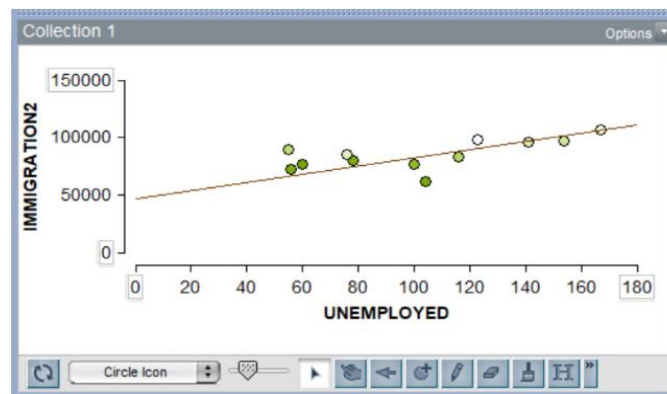 Collection 1 Options
150000
100000
50000
0
IMMIGRATION2
0 20 40 60 80 100 120 140 160 180
UNEMPLOYED
Circle Icon